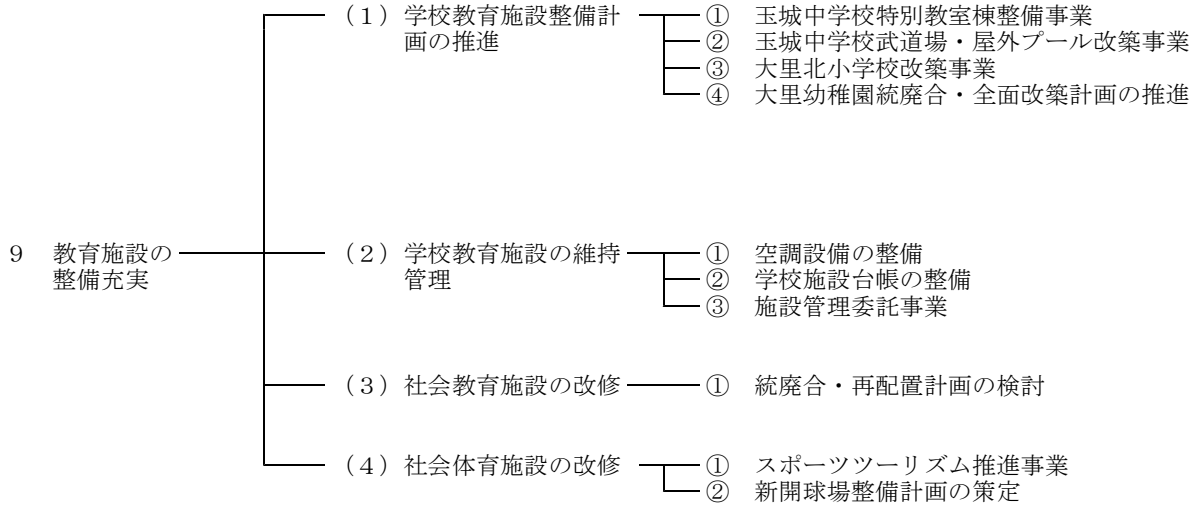 (１) 学校教育施設整備計 ① 玉城中学校特別教室棟整備事業
画の推進 ② 玉城中学校武道場・屋外プール改築事業
③ 大里北小学校改築事業
④ 大里幼稚園統廃合・全面改築計画の推進
９ 教育施設の (２) 学校教育施設の維持 ① 空調設備の整備
整備充実 管理 ② 学校施設台帳の整備
③ 施設管理委託事業
(３) 社会教育施設の改修 ① 統廃合・再配置計画の検討
(４) 社会体育施設の改修 ① スポーツツーリズム推進事業
② 新開球場整備計画の策定